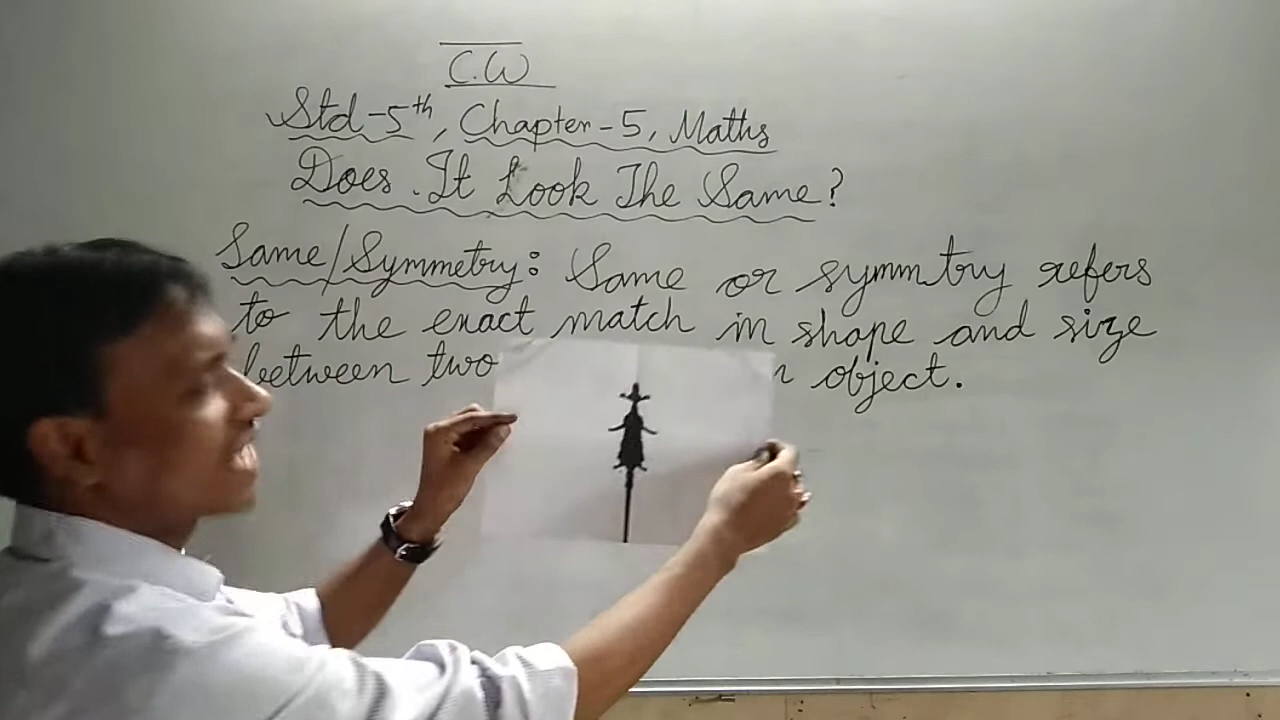 C.W
Std-5th, Chapter-5, Maths
Does It Look The Same?
Same/Symmetry: Same or symmtry refers
to the exact match in shape and size
between two
object.